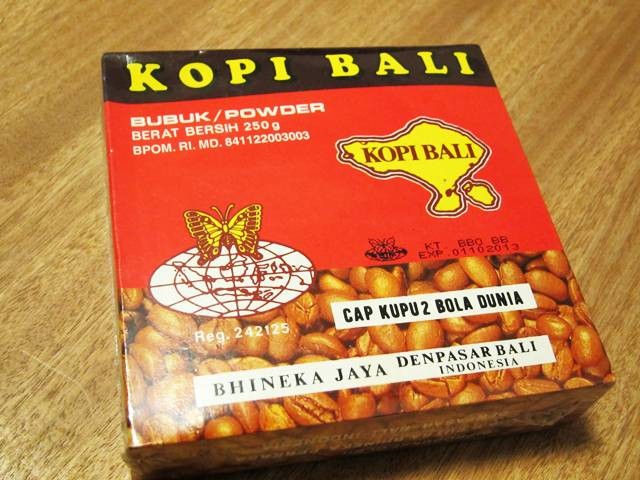 KOPI BALI
BUBUK/POWDER
BERAT BERSIH 250 g
BPOM. RI. MD. 841122003003
KOPI BALI
KT BBO BB
EXP. 01102013
CAP KUPU2 BOLA DUNIA
Reg. 242125
BHINEKA JAYA DENPASAR BALI
INDONESIA